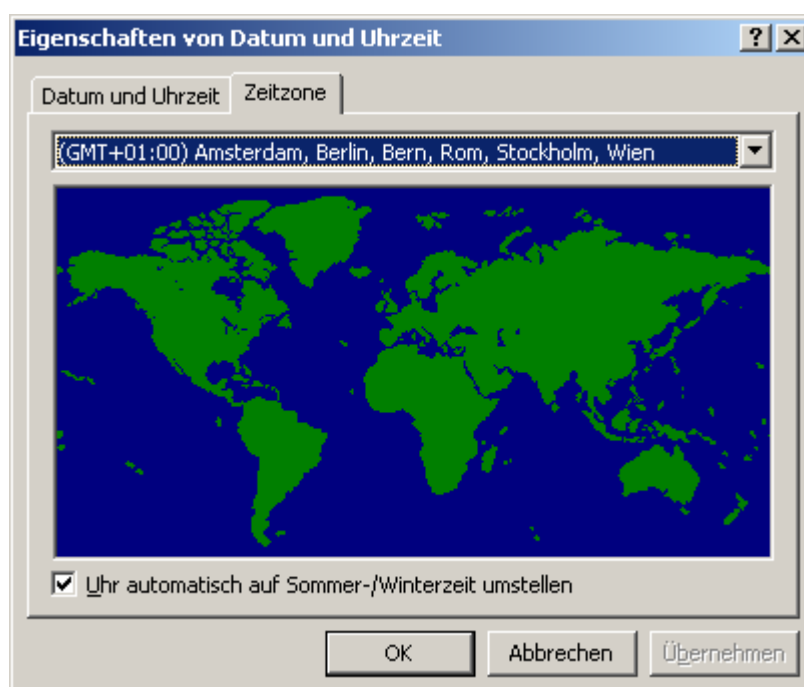 Eigenschaften von Datum und Uhrzeit
Datum und Uhrzeit Zeitzone
(GMT+01:00) Amsterdam, Berlin, Bern, Rom, Stockholm, Wien
Uhr automatisch auf Sommer-/Winterzeit umstellen
OK Abbrechen Übernehmen